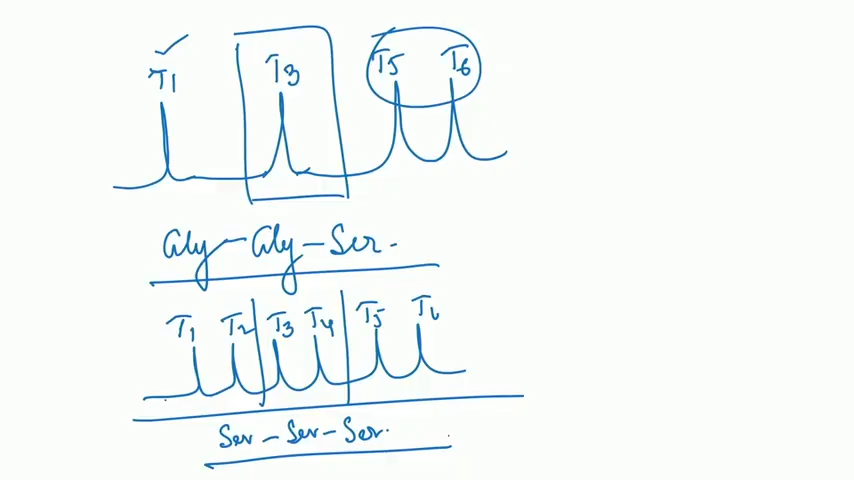 T1 T3 T5 T6
Gly-Gly-Ser.
T1 T2 T3 T4 T5 T6
Ser-Ser-Ser.